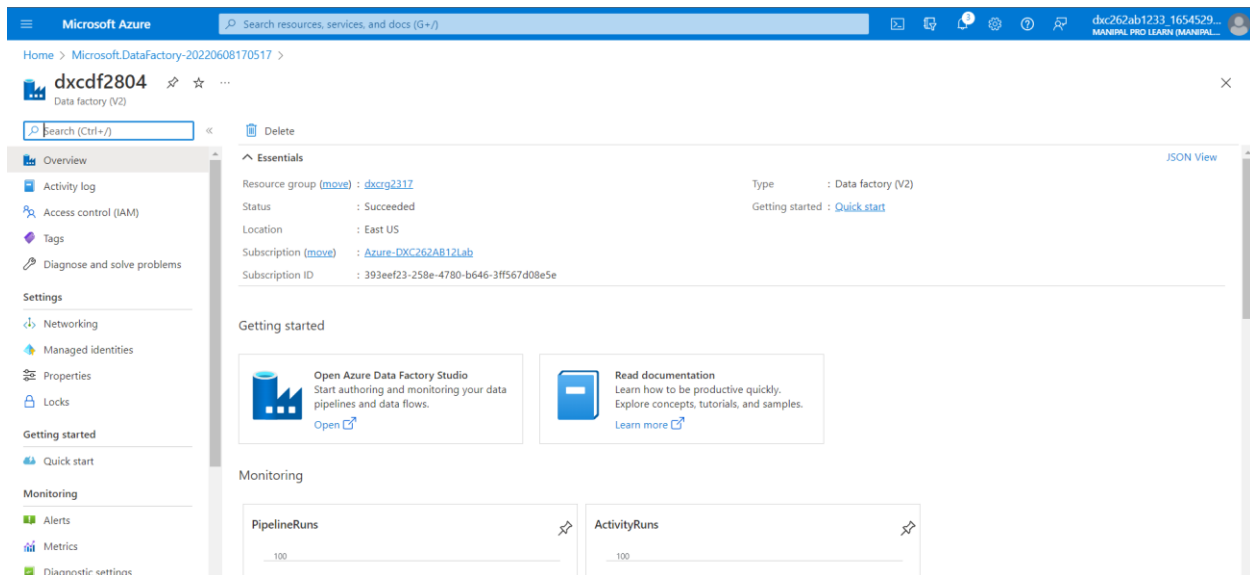 Microsoft Azure
Search resources, services, and docs (G+/)
3
dxc262ab1233_1654529...
MANIPAL PRO LEARN (MANIPAL...
Home > Microsoft.DataFactory-20220608170517 >
dxcdf2804
Data factory (V2)
Search (Ctrl+/)
«
Delete
Overview
Activity log
Access control (IAM)
Tags
Diagnose and solve problems
Settings
Networking
Managed identities
Properties
Locks
Getting started
Quick start
Monitoring
Alerts
Metrics
Diagnostic settings
Essentials
JSON View
Resource group (move) : dxcrg2317
Status : Succeeded
Location : East US
Subscription (move) : Azure-DXC262AB12Lab
Subscription ID : 393eef23-258e-4780-b646-3ff567d08e5e
Type : Data factory (V2)
Getting started : Quick start
Getting started
Open Azure Data Factory Studio
Start authoring and monitoring your data
pipelines and data flows.
Open
Read documentation
Learn how to be productive quickly.
Explore concepts, tutorials, and samples.
Learn more
Monitoring
PipelineRuns
100
ActivityRuns
100